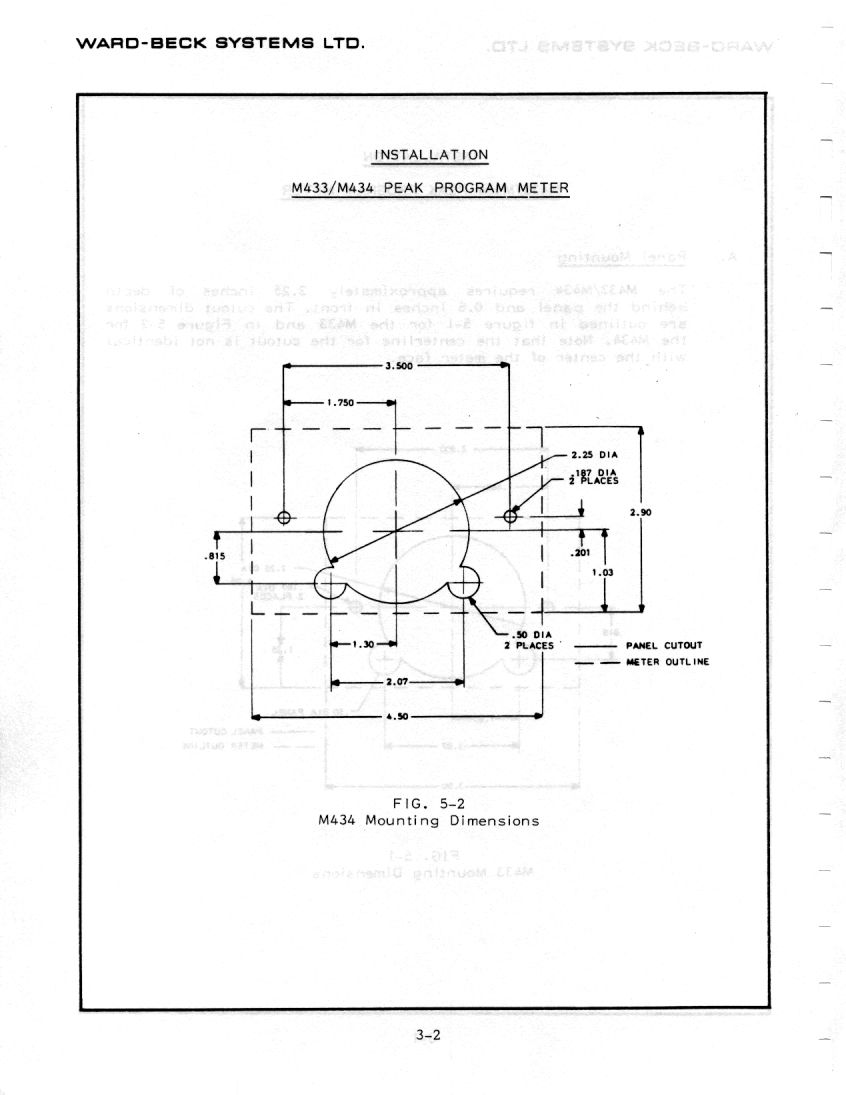 WARD-BECK SYSTEMS LTD.
INSTALLATION
M433/M434 PEAK PROGRAM METER
3.500
1.750
2.25 DIA
.187 DIA
2 PLACES
2.90
.815
.201
1.03
.50 DIA
2 PLACES
1.30
PANEL CUTOUT
METER OUTLINE
2.07
4.50
FIG. 5-2
M434 Mounting Dimensions
3-2